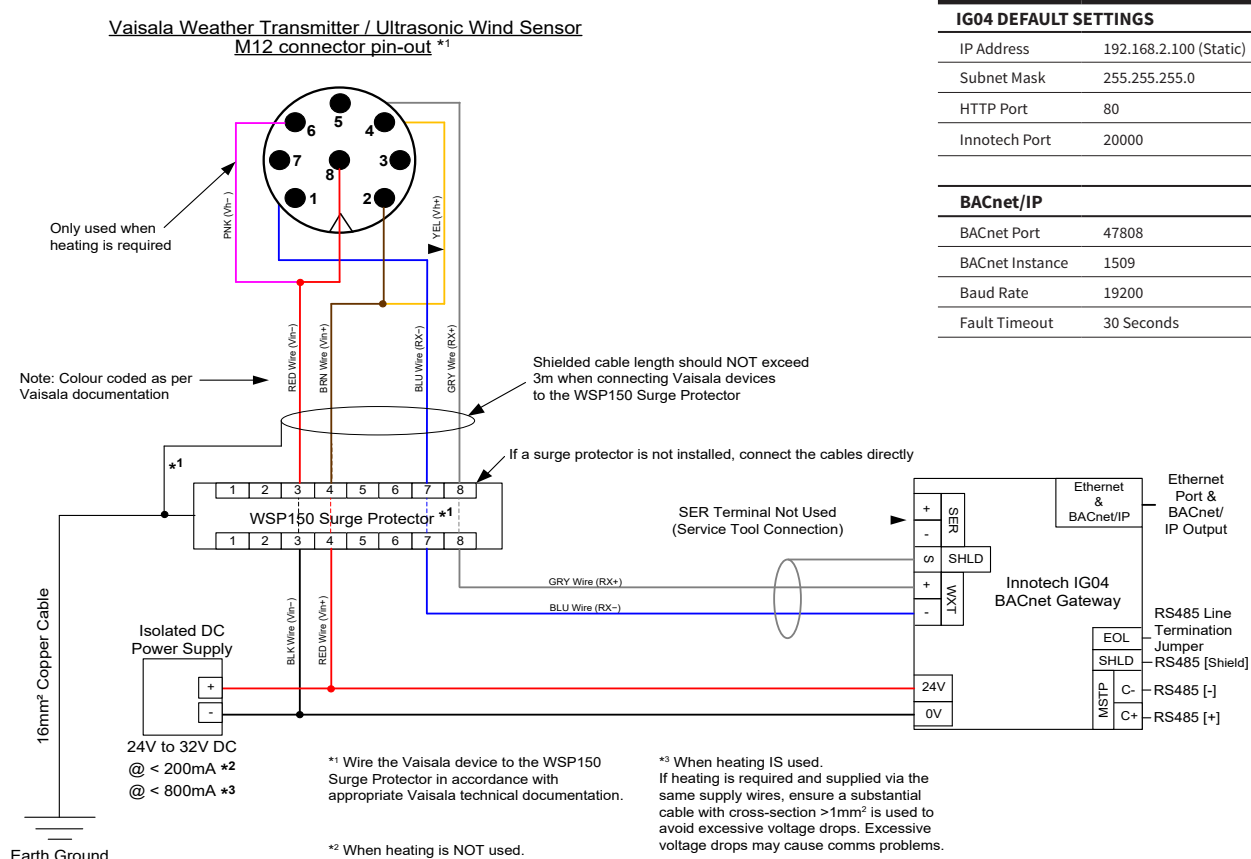 Vaisala Weather Transmitter / Ultrasonic Wind Sensor
M12 connector pin-out *1
IG04 DEFAULT SETTINGS
IP Address 192.168.2.100 (Static)
Subnet Mask 255.255.255.0
HTTP Port 80
Innotech Port 20000
BACnet/IP
BACnet Port 47808
BACnet Instance 1509
Baud Rate 19200
Fault Timeout 30 Seconds
5
6
4
7
8
3
1
2
Only used when
heating is required
PNK (Vh−)
YEL (Vh+)
RED Wire (Vin−)
BRN Wire (Vin+)
BLU Wire (RX−)
GRY Wire (RX+)
Note: Colour coded as per
Vaisala documentation
Shielded cable length should NOT exceed
3m when connecting Vaisala devices
to the WSP150 Surge Protector
*1
If a surge protector is not installed, connect the cables directly
1 2 3 4 5 6 7 8
WSP150 Surge Protector *1
1 2 3 4 5 6 7 8
SER Terminal Not Used
(Service Tool Connection)
+
-
SER
S
SHLD
+
-
WXT
Ethernet
&
BACnet/IP
Ethernet
Port &
BACnet/
IP Output
Innotech IG04
BACnet Gateway
GRY Wire (RX+)
BLU Wire (RX−)
EOL
SHLD
MSTP
C-
C+
RS485 Line
Termination
Jumper
RS485 [Shield]
RS485 [-]
RS485 [+]
24V
0V
16mm² Copper Cable
Isolated DC
Power Supply
+
-
BLK Wire (Vin−)
RED Wire (Vin+)
24V to 32V DC
@ < 200mA *2
@ < 800mA *3
Earth Ground
*1 Wire the Vaisala device to the WSP150
Surge Protector in accordance with
appropriate Vaisala technical documentation.
*2 When heating is NOT used.
*3 When heating IS used.
If heating is required and supplied via the
same supply wires, ensure a substantial
cable with cross-section >1mm² is used to
avoid excessive voltage drops. Excessive
voltage drops may cause comms problems.